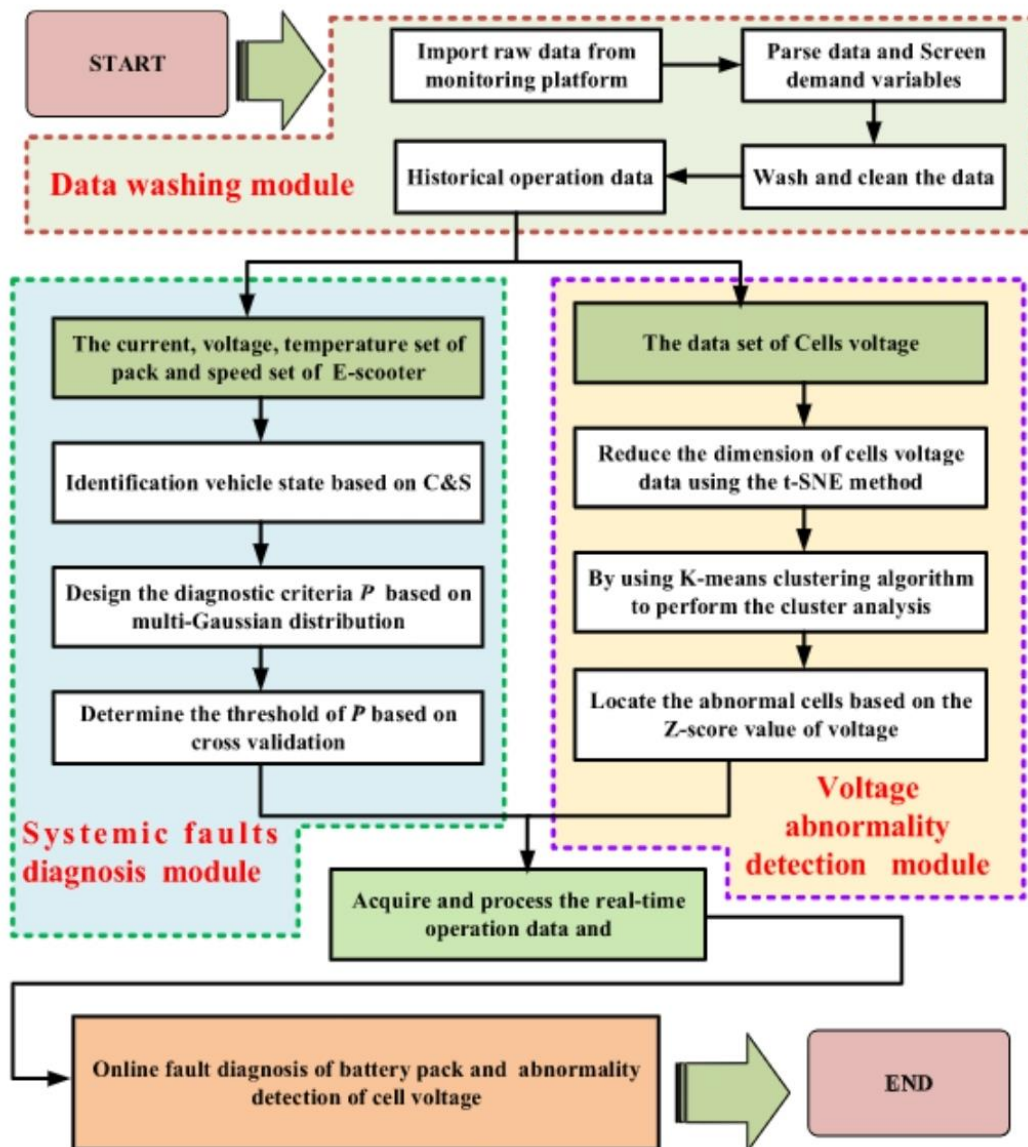 START
Import raw data from
monitoring platform
Parse data and Screen
demand variables
Data washing module
Historical operation data
Wash and clean the data
The current, voltage, temperature set of
pack and speed set of E-scooter
Identification vehicle state based on C&S
Design the diagnostic criteria P based on
multi-Gaussian distribution
Determine the threshold of P based on
cross validation
Systemic faults
diagnosis module
The data set of Cells voltage
Reduce the dimension of cells voltage
data using the t-SNE method
By using K-means clustering algorithm
to perform the cluster analysis
Locate the abnormal cells based on the
Z-score value of voltage
Voltage
abnormality
detection module
Acquire and process the real-time
operation data and
Online fault diagnosis of battery pack and abnormality
detection of cell voltage
END